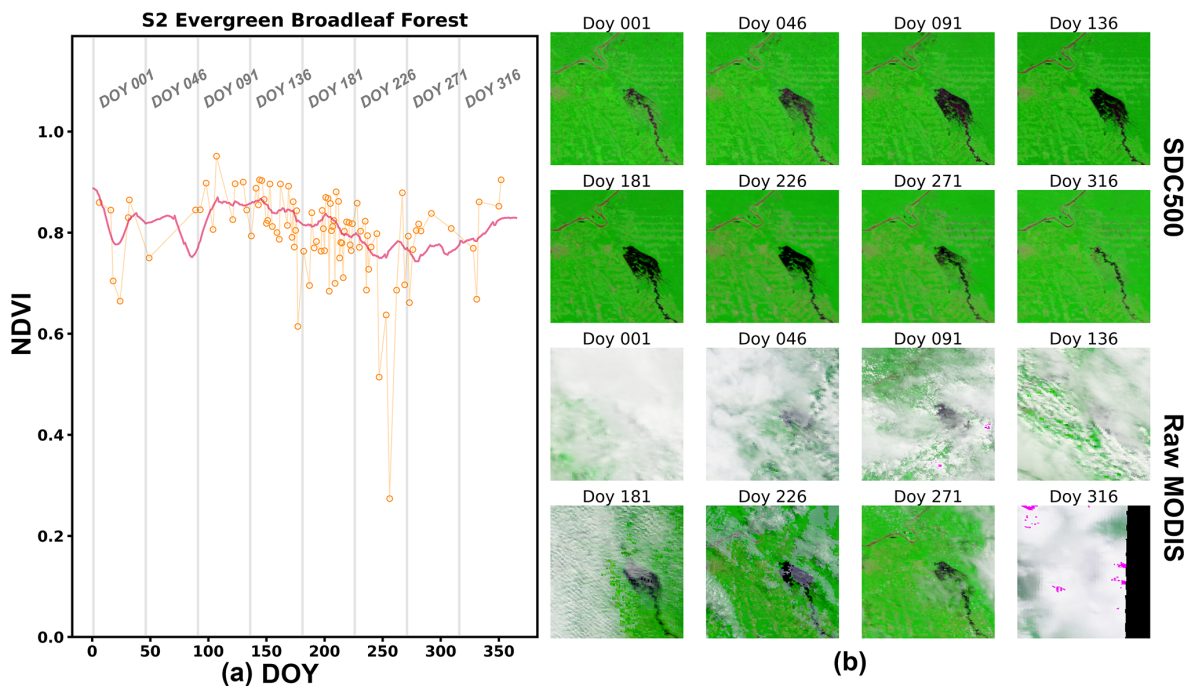 S2 Evergreen Broadleaf Forest
DOY 001
DOY 046
DOY 091
DOY 136
DOY 181
DOY 226
DOY 271
DOY 316
NDVI
1.0
0.8
0.6
0.4
0.2
0.0
0 50 100 150 200 250 300 350
(a) DOY
Doy 001 Doy 046 Doy 091 Doy 136
Doy 181 Doy 226 Doy 271 Doy 316
SDC500
Doy 001 Doy 046 Doy 091 Doy 136
Doy 181 Doy 226 Doy 271 Doy 316
Raw MODIS
(b)